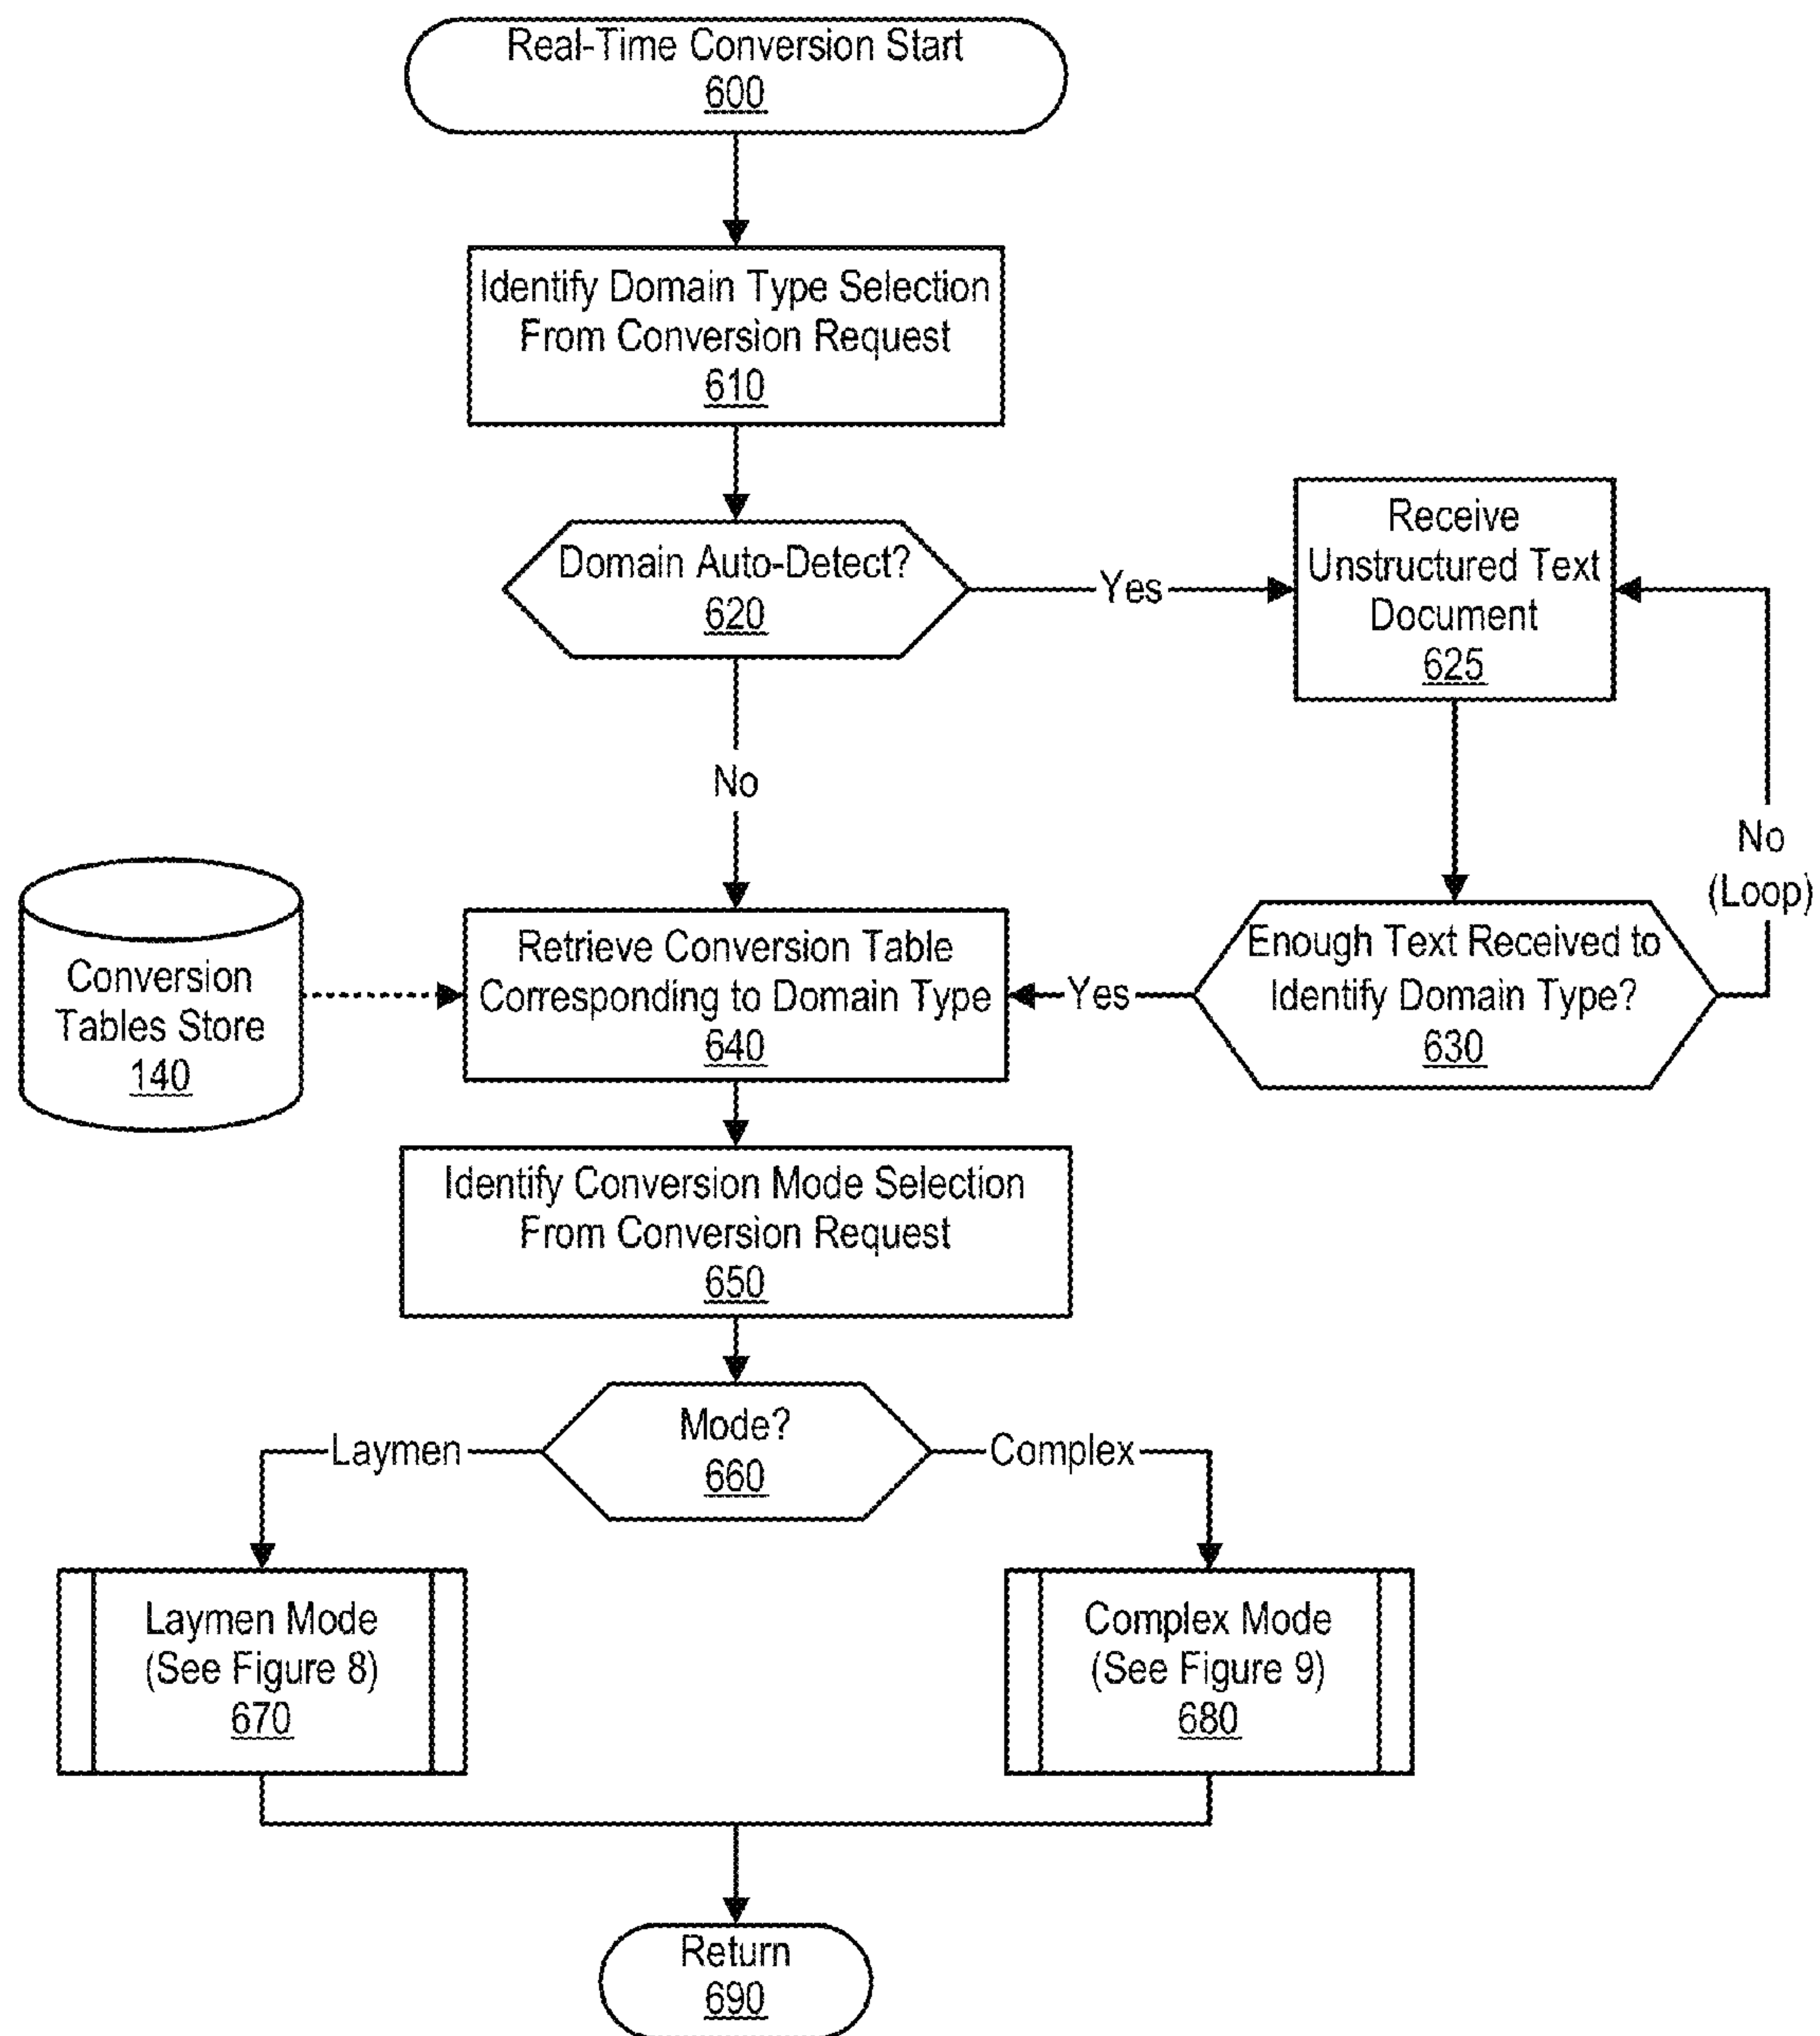 Real-Time Conversion Start
600
Identify Domain Type Selection
From Conversion Request
610
Domain Auto-Detect?
620
Yes
Receive
Unstructured Text
Document
625
No
No
(Loop)
Conversion
Tables Store
140
Retrieve Conversion Table
Corresponding to Domain Type
640
Yes
Enough Text Received to
Identify Domain Type?
630
Identify Conversion Mode Selection
From Conversion Request
650
Mode?
660
Laymen
Complex
Laymen Mode
(See Figure 8)
670
Complex Mode
(See Figure 9)
680
Return
690